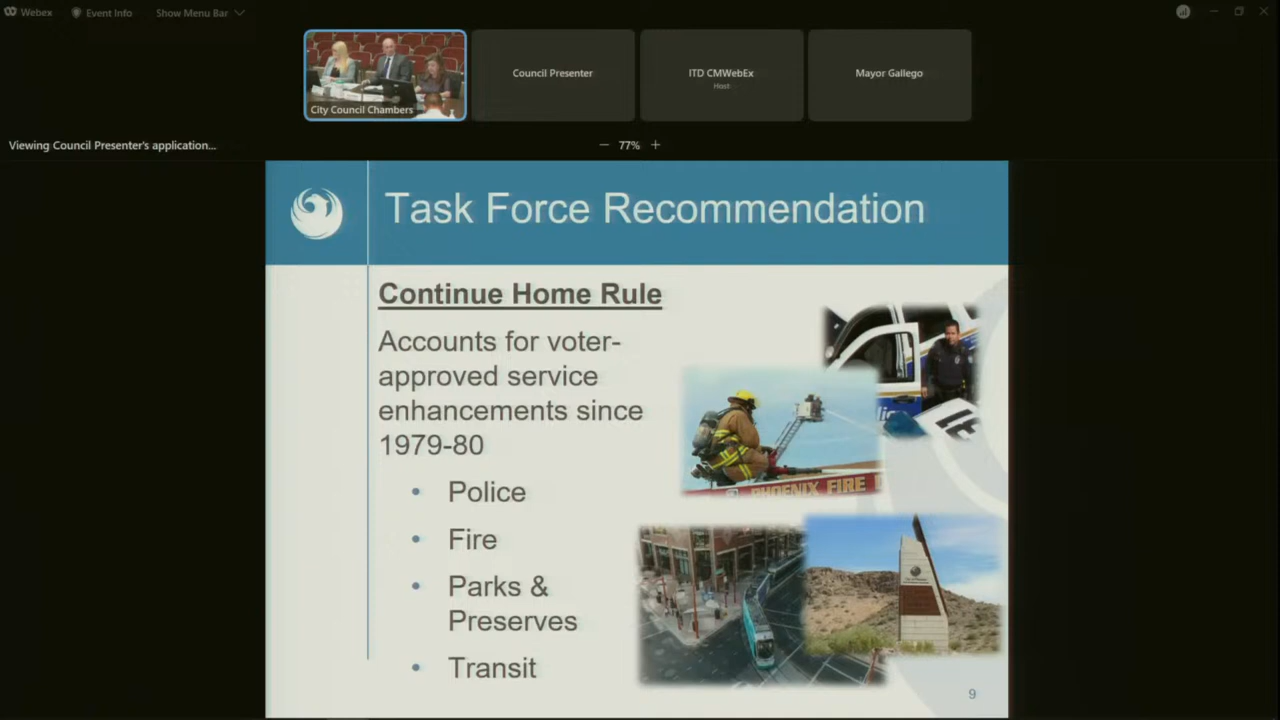 Webex
Event Info
Show Menu Bar
City Council Chambers
Council Presenter
ITD CMWebEx
Host
Mayor Gallego
Viewing Council Presenter's application...
77%
Task Force Recommendation
Continue Home Rule
Accounts for voter-
approved service
enhancements since
1979-80
• Police
• Fire
• Parks &
Preserves
• Transit
PHOENIX FIRE
9